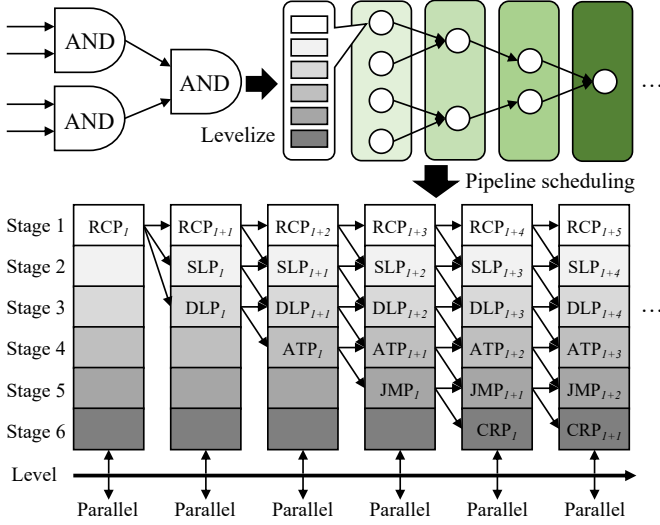 AND
AND
AND
Levelize
...
Pipeline scheduling
Stage 1 RCP1 RCP1+1 RCP1+2 RCP1+3 RCP1+4 RCP1+5
Stage 2 SLP1 SLP1+1 SLP1+2 SLP1+3 SLP1+4
Stage 3 DLP1 DLP1+1 DLP1+2 DLP1+3 DLP1+4 ...
Stage 4 ATP1 ATP1+1 ATP1+2 ATP1+3
Stage 5 JMP1 JMP1+1 JMP1+2
Stage 6 CRP1 CRP1+1
Level
Parallel Parallel Parallel Parallel Parallel Parallel